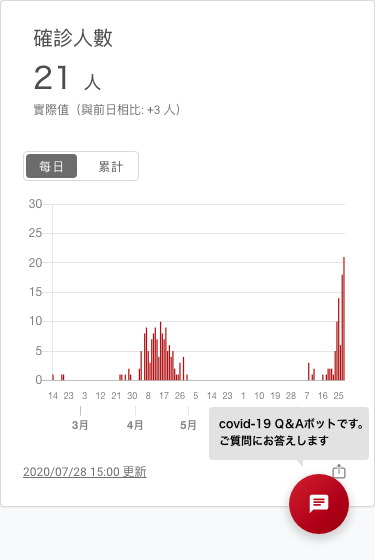 確診人數
21 人
實際值（與前日相比: +3 人）
每日 累計
30
25
20
15
10
5
0
14 23 3 12 21 30 8 17 26 5 14 23 1 10 19 28 7 16 25
3月 4月 5月
covid-19 Q&Aボットです。
ご質問にお答えします
2020/07/28 15:00 更新